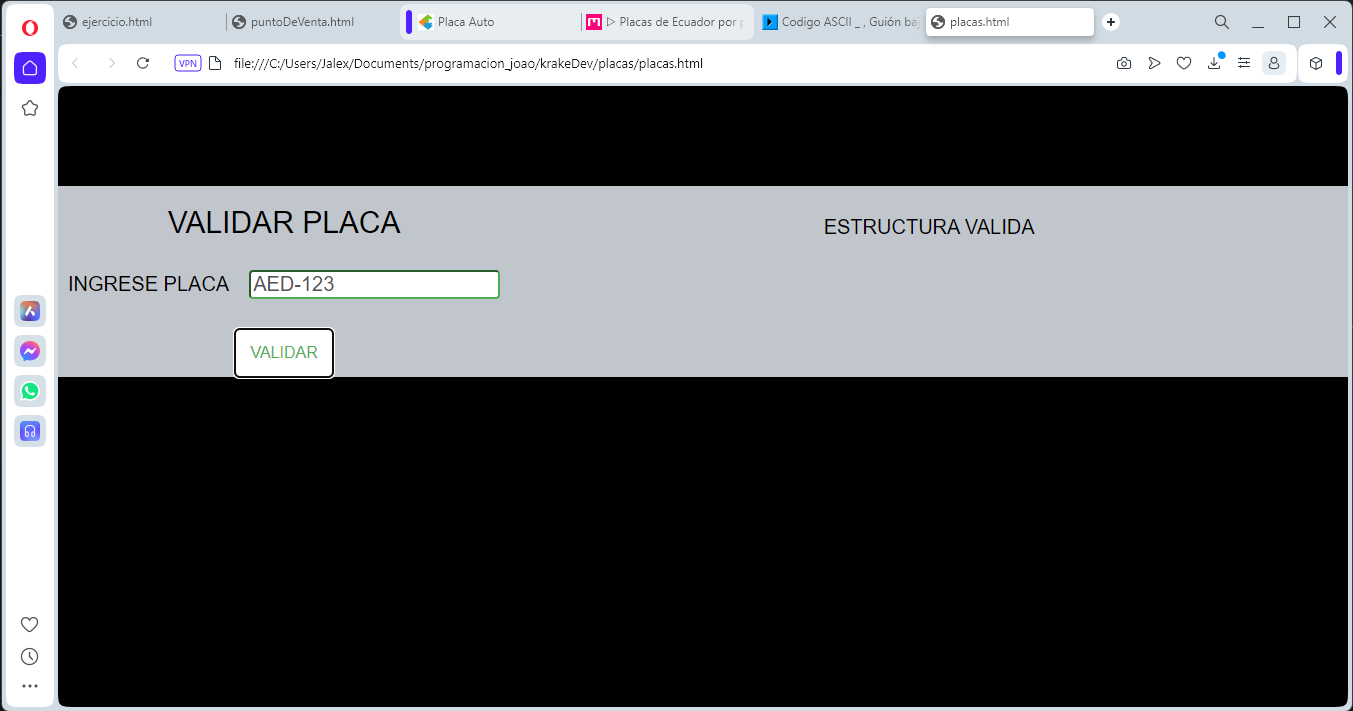 ejercicio.html
puntoDeVenta.html
Placa Auto
▷ Placas de Ecuador por p
Codigo ASCII _ , Guión baj
placas.html
VPN
file:///C:/Users/Jalex/Documents/programacion_joao/krakeDev/placas/placas.html
VALIDAR PLACA
ESTRUCTURA VALIDA
INGRESE PLACA
AED-123
VALIDAR